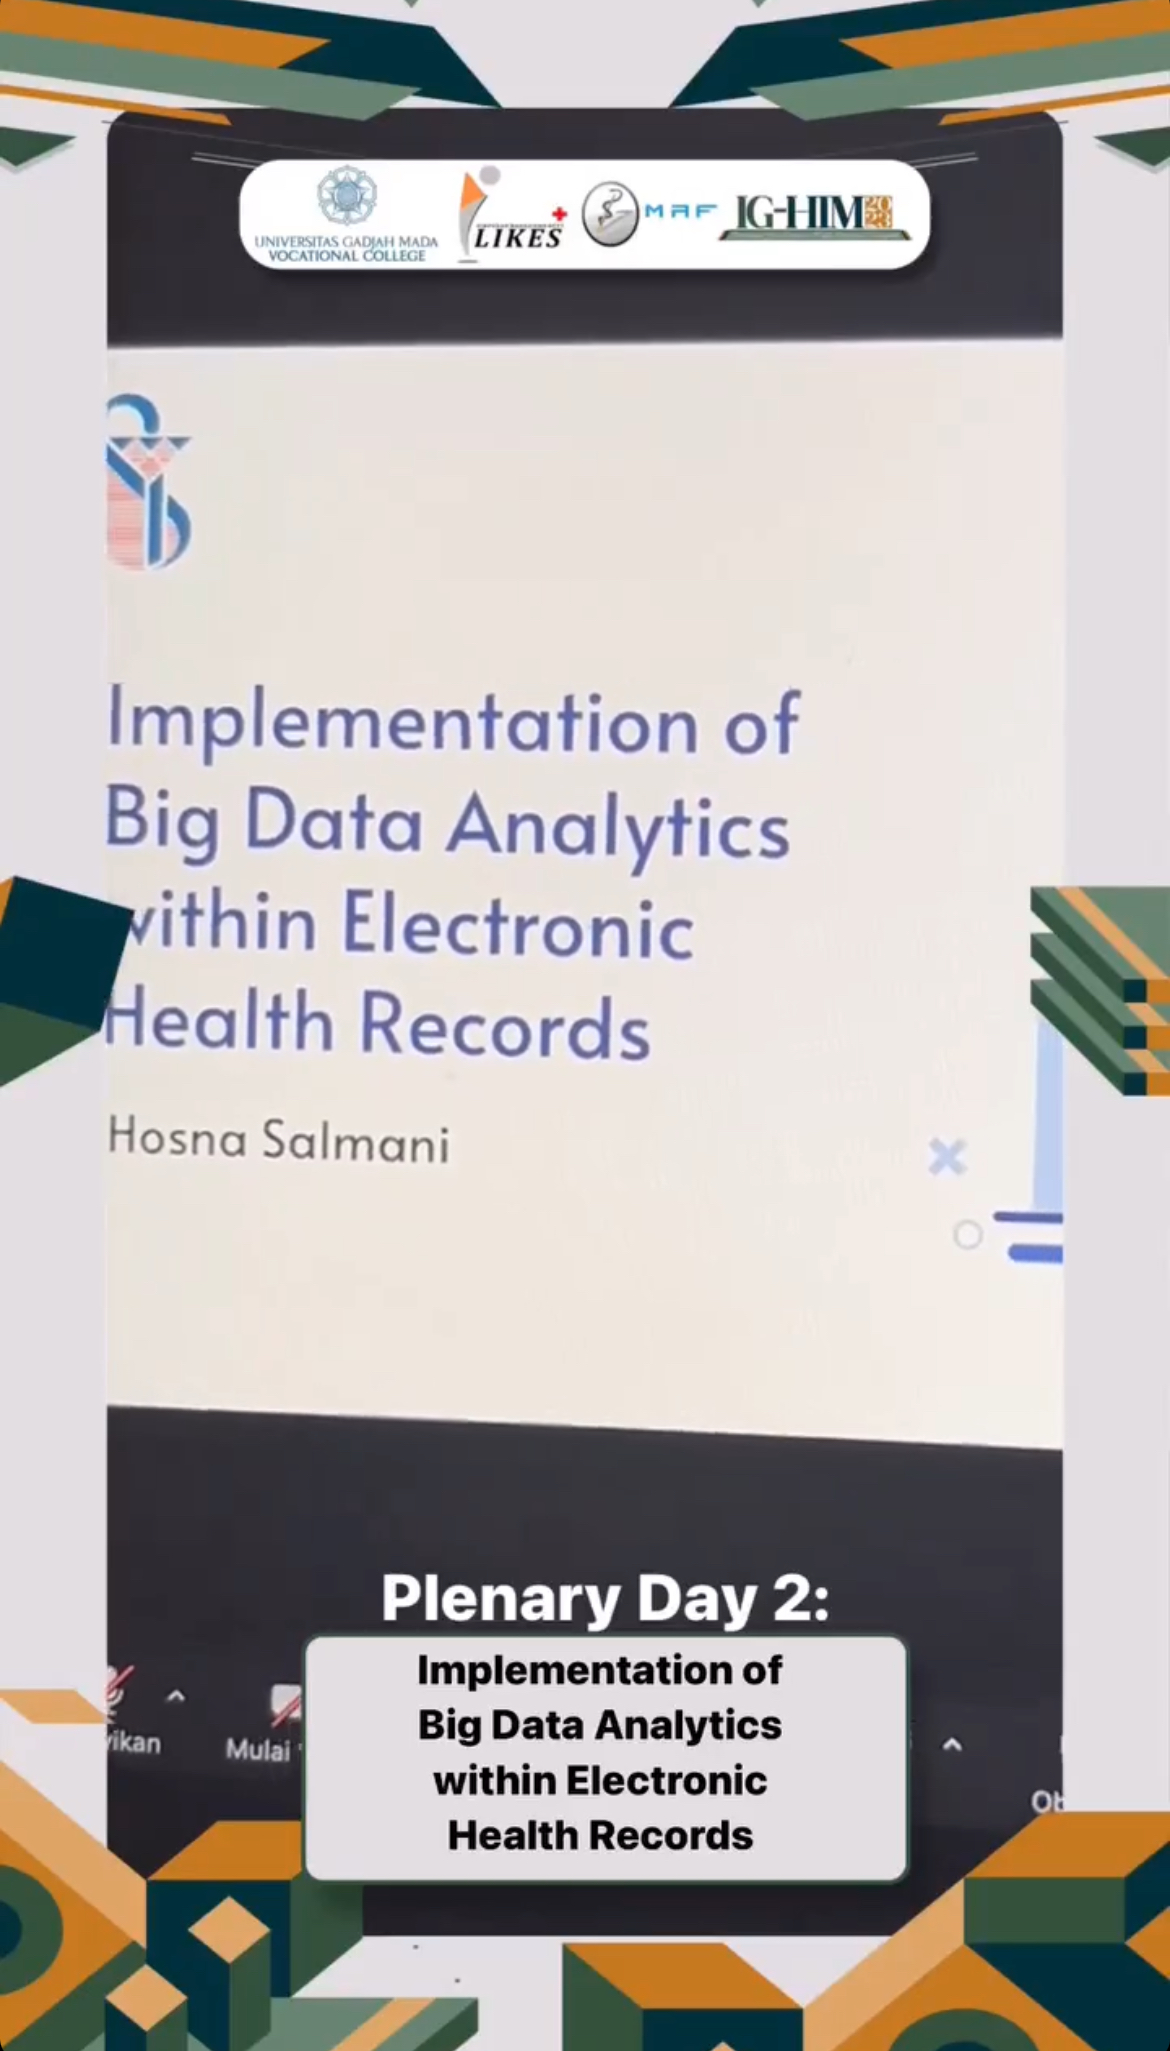 UNIVERSITAS GADJAH MADA
VOCATIONAL COLLEGE
LIKES
MAF
IG-HIM 2023
Implementation of
Big Data Analytics
within Electronic
Health Records
Hosna Salmani
Plenary Day 2:
Implementation of
Big Data Analytics
within Electronic
Health Records
Mulai